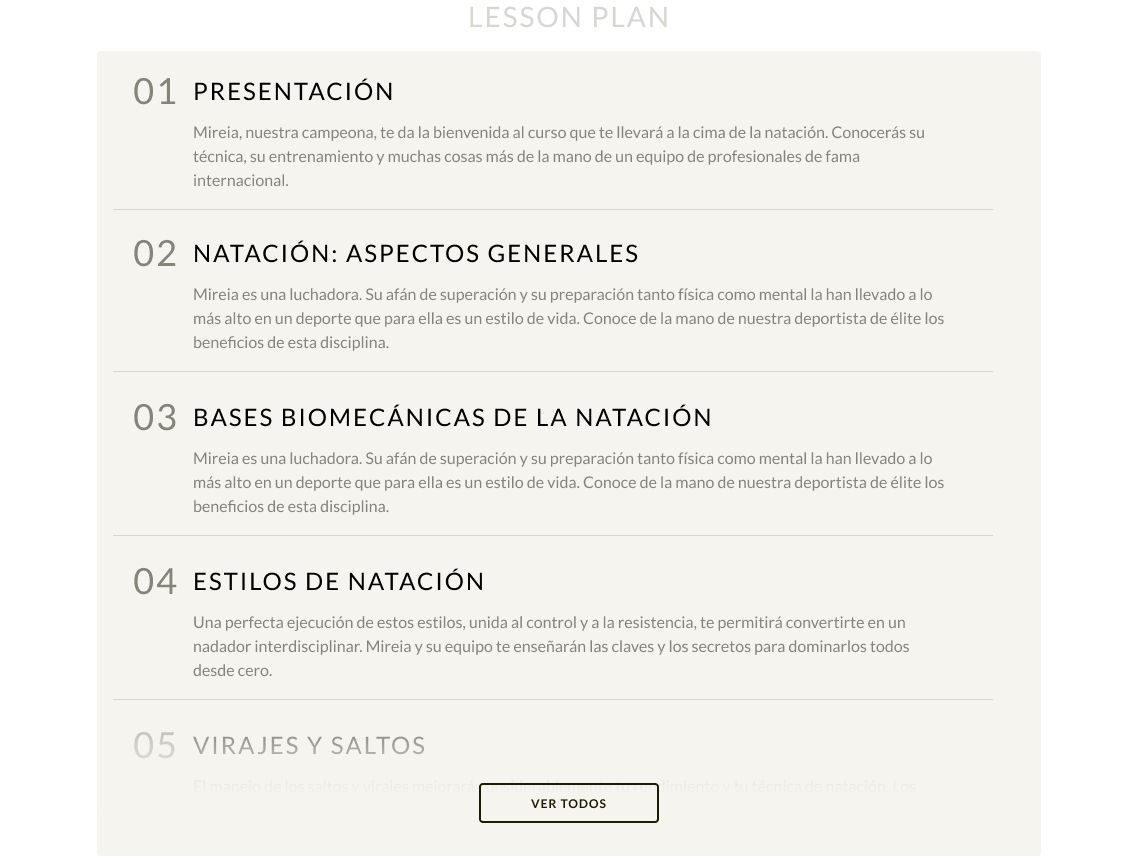 LESSON PLAN
01 PRESENTACIÓN
Mireia, nuestra campeona, te da la bienvenida al curso que te llevará a la cima de la natación. Conocerás su
técnica, su entrenamiento y muchas cosas más de la mano de un equipo de profesionales de fama
internacional.
02 NATACIÓN: ASPECTOS GENERALES
Mireia es una luchadora. Su afán de superación y su preparación tanto física como mental la han llevado a lo
más alto en un deporte que para ella es un estilo de vida. Conoce de la mano de nuestra deportista de élite los
beneficios de esta disciplina.
03 BASES BIOMECÁNICAS DE LA NATACIÓN
Mireia es una luchadora. Su afán de superación y su preparación tanto física como mental la han llevado a lo
más alto en un deporte que para ella es un estilo de vida. Conoce de la mano de nuestra deportista de élite los
beneficios de esta disciplina.
04 ESTILOS DE NATACIÓN
Una perfecta ejecución de estos estilos, unida al control y a la resistencia, te permitirá convertirte en un
nadador interdisciplinar. Mireia y su equipo te enseñarán las claves y los secretos para dominarlos todos
desde cero.
05 VIRAJES Y SALTOS
El manejo de los saltos y virajes mejorará tu técnica de natación. Los
VER TODOS